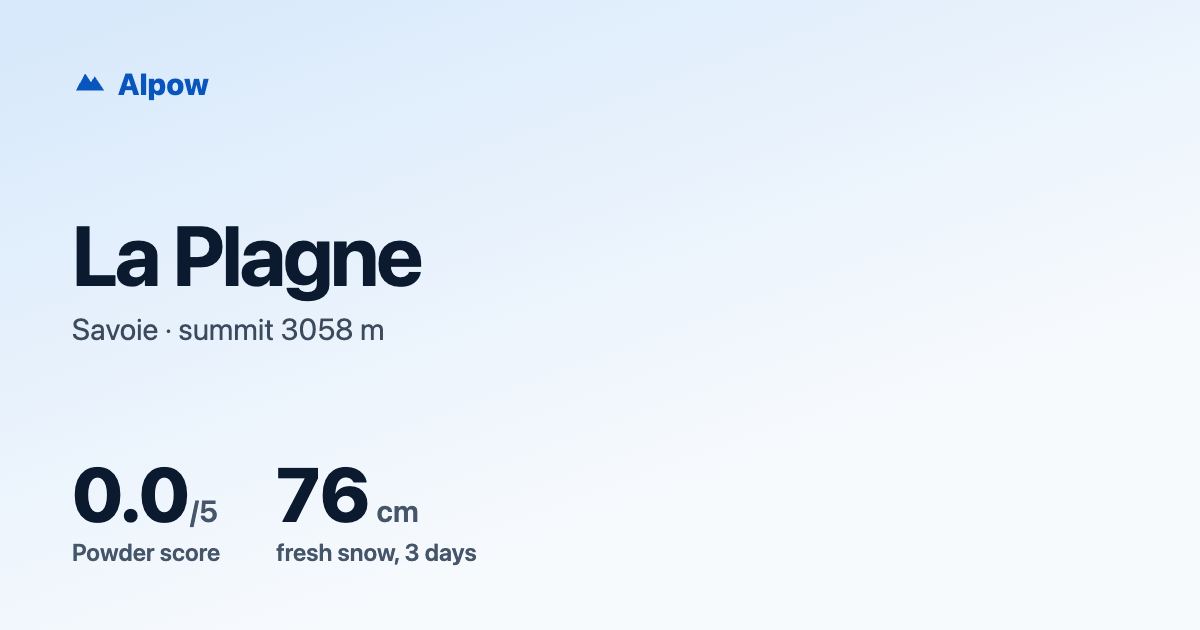 Alpow
La Plagne
Savoie · summit 3058 m
0.0/5 76 cm
Powder score fresh snow, 3 days